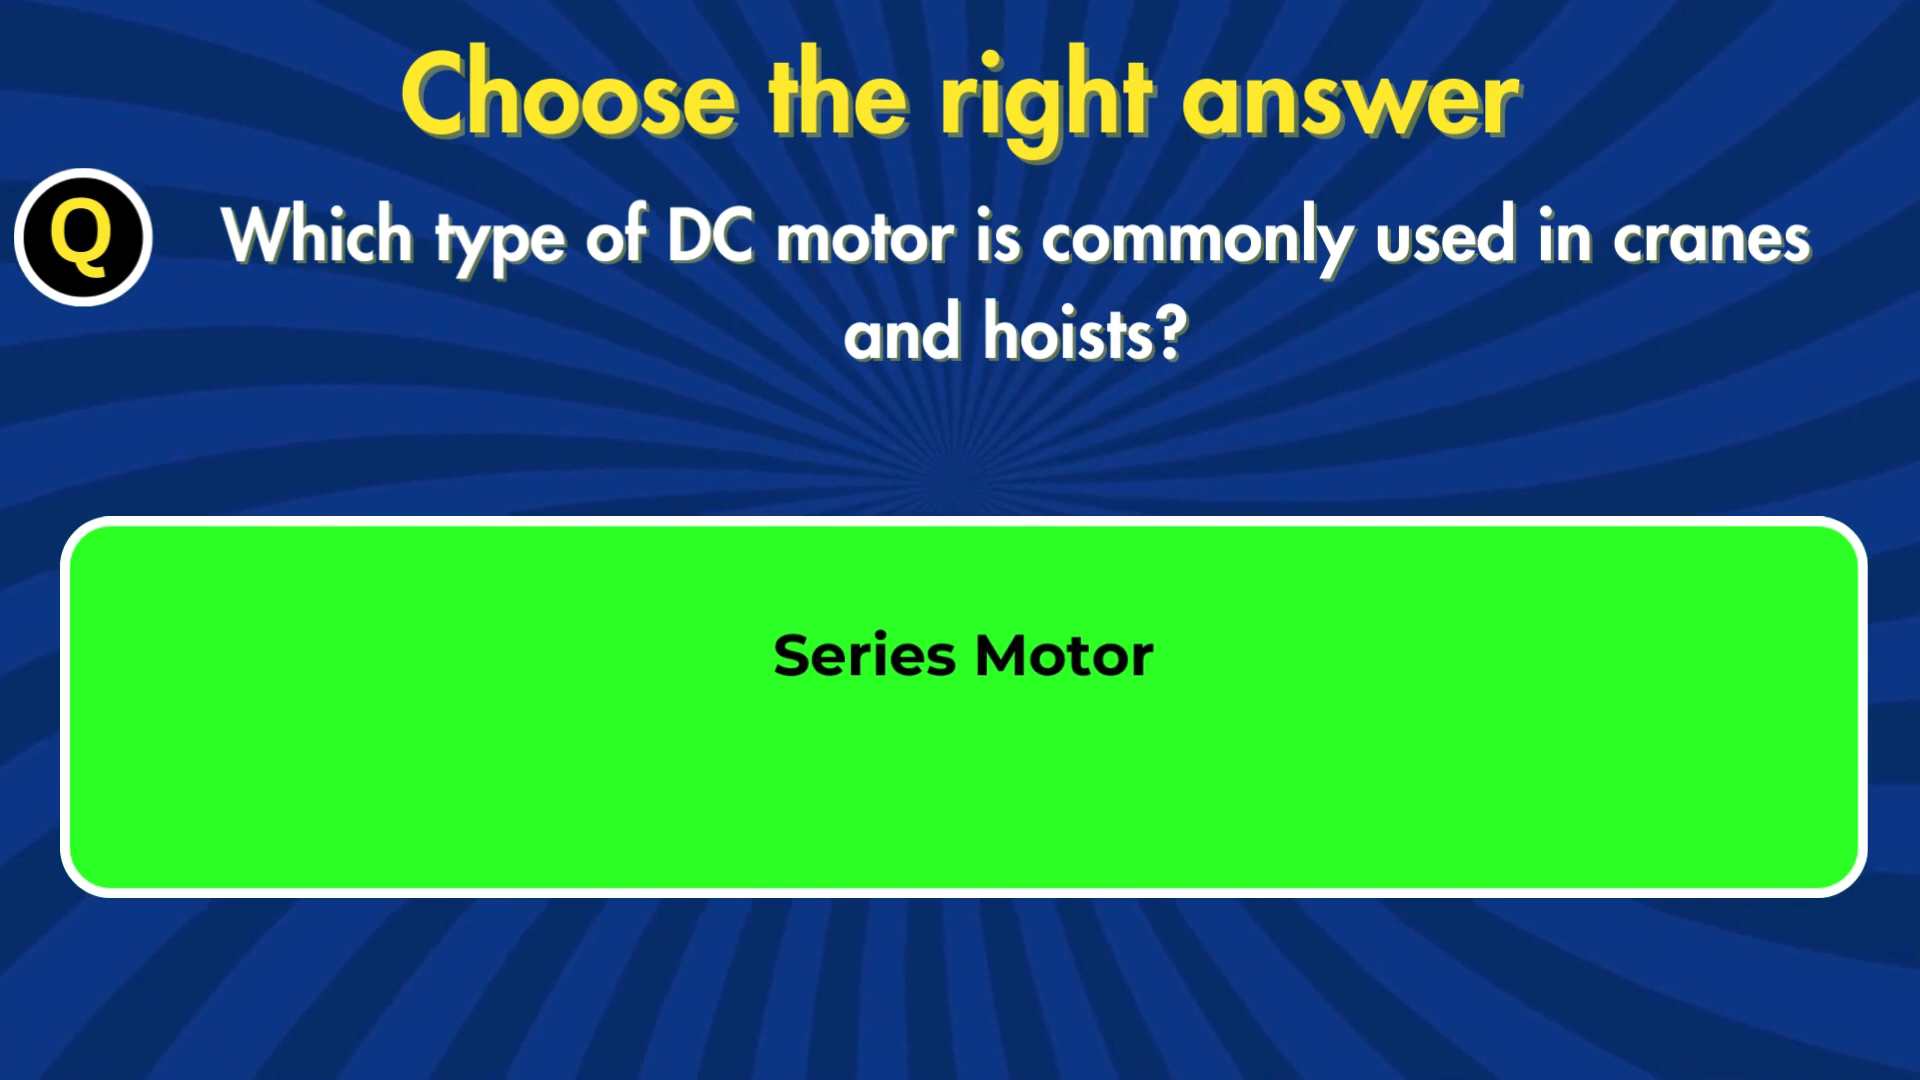 Choose the right answer
Q
Which type of DC motor is commonly used in cranes
and hoists?
Series Motor